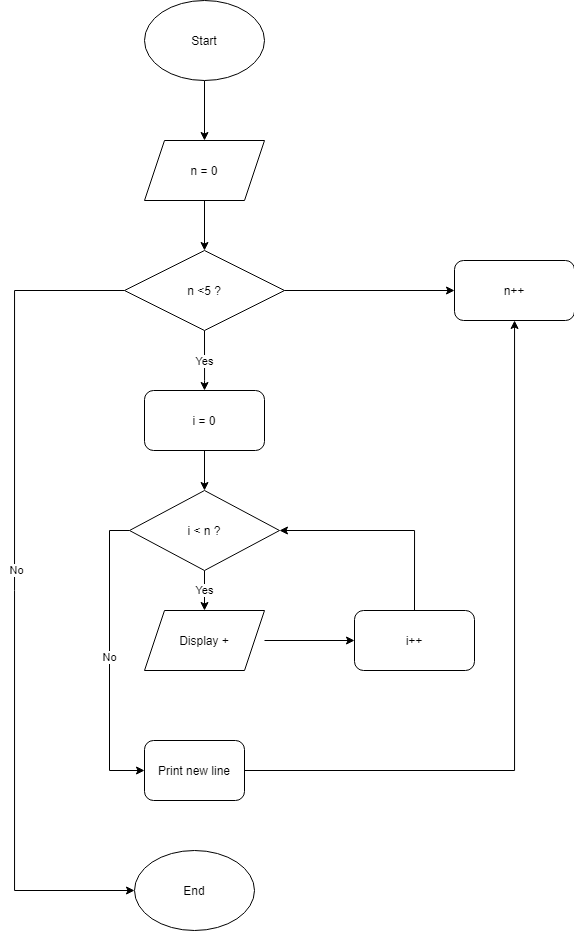 Start
n = 0
n <5 ?
n++
Yes
i = 0
i < n ?
Yes
No
Display +
i++
No
Print new line
End